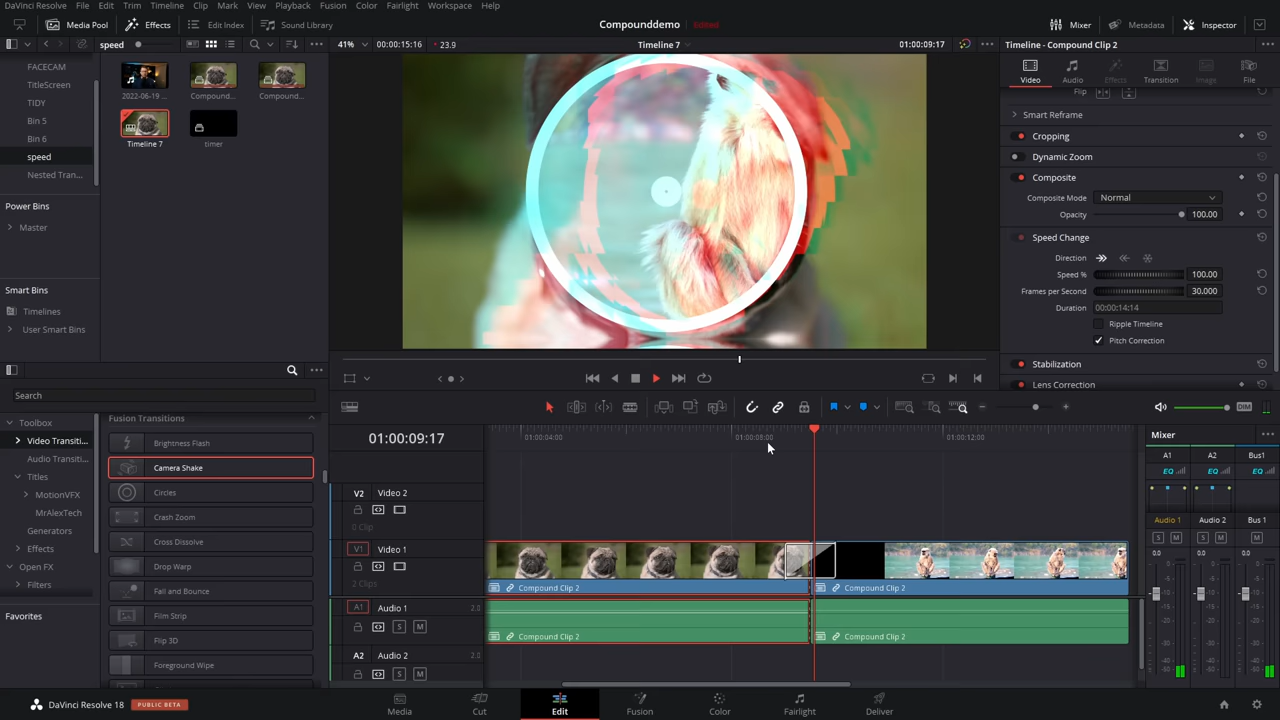 DaVinci Resolve File Edit Trim Timeline Clip Mark View Playback Fusion Color Fairlight Workspace Help
Media Pool Effects Edit Index Sound Library Compounddemo Edited Mixer Metadata Inspector
speed 41% 00:00:15:16 23.9 Timeline 7 01:00:09:17 Timeline - Compound Clip 2
FACECAM
TitleScreen
TIDY
Bin 5
Bin 6
speed
Nested Tran...
Power Bins
Master
Smart Bins
Timelines
User Smart Bins
2022-06-19 ... Compound... Compound...
Timeline 7 timer
Video Audio Effects Transition Image File
Flip
Smart Reframe
Cropping
Dynamic Zoom
Composite
Composite Mode Normal
Opacity 100.00
Speed Change
Direction
Speed % 100.00
Frames per Second 30.000
Duration 00:00:14:14
Ripple Timeline
Pitch Correction
Stabilization
Lens Correction
Search
Toolbox
Video Transiti...
Audio Transiti...
Titles
MotionVFX
MrAlexTech
Generators
Effects
Open FX
Filters
Favorites
Fusion Transitions
Brightness Flash
Camera Shake
Circles
Crash Zoom
Cross Dissolve
Drop Warp
Fall and Bounce
Film Strip
Flip 3D
Foreground Wipe
DIM
01:00:09:17
01:00:04:00 01:00:08:00 01:00:12:00
V2 Video 2
0 Clip
V1 Video 1
2 Clips
Compound Clip 2 Compound Clip 2
A1 Audio 1 2.0
S M
Compound Clip 2 Compound Clip 2
A2 Audio 2 2.0
S M
Mixer
A1 A2 Bus1
EQ EQ EQ
Audio 1 Audio 2 Bus 1
S M S M M
0.0 0.0 0.0
DaVinci Resolve 18 PUBLIC BETA
Media Cut Edit Fusion Color Fairlight Deliver